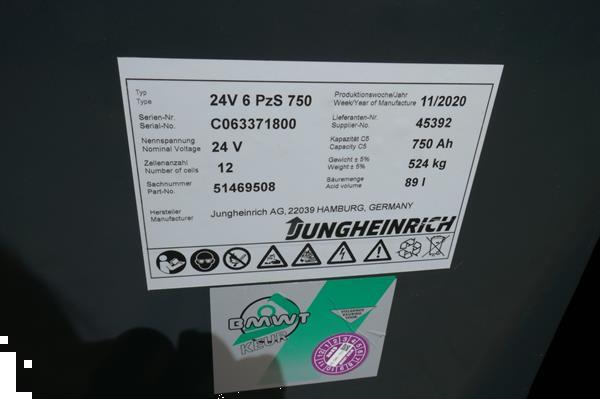 Typ
Type
24V 6 PzS 750
Produktionswoche/Jahr
Week/Year of Manufacture
11/2020
Serien-Nr.
Serial-No.
C063371800
Lieferanten-Nr.
Supplier-No.
45392
Nennspannung
Nominal Voltage
24 V
Kapazität C5
Capacity C5
750 Ah
Zellenanzahl
Number of cells
12
Gewicht ± 5%
Weight ± 5%
524 kg
Sachnummer
Part-No.
51469508
Säuremenge
Acid volume
89 l
Hersteller
Manufacturer
Jungheinrich AG, 22039 HAMBURG, GERMANY
JUNGHEINRICH
BMWT
KEUR